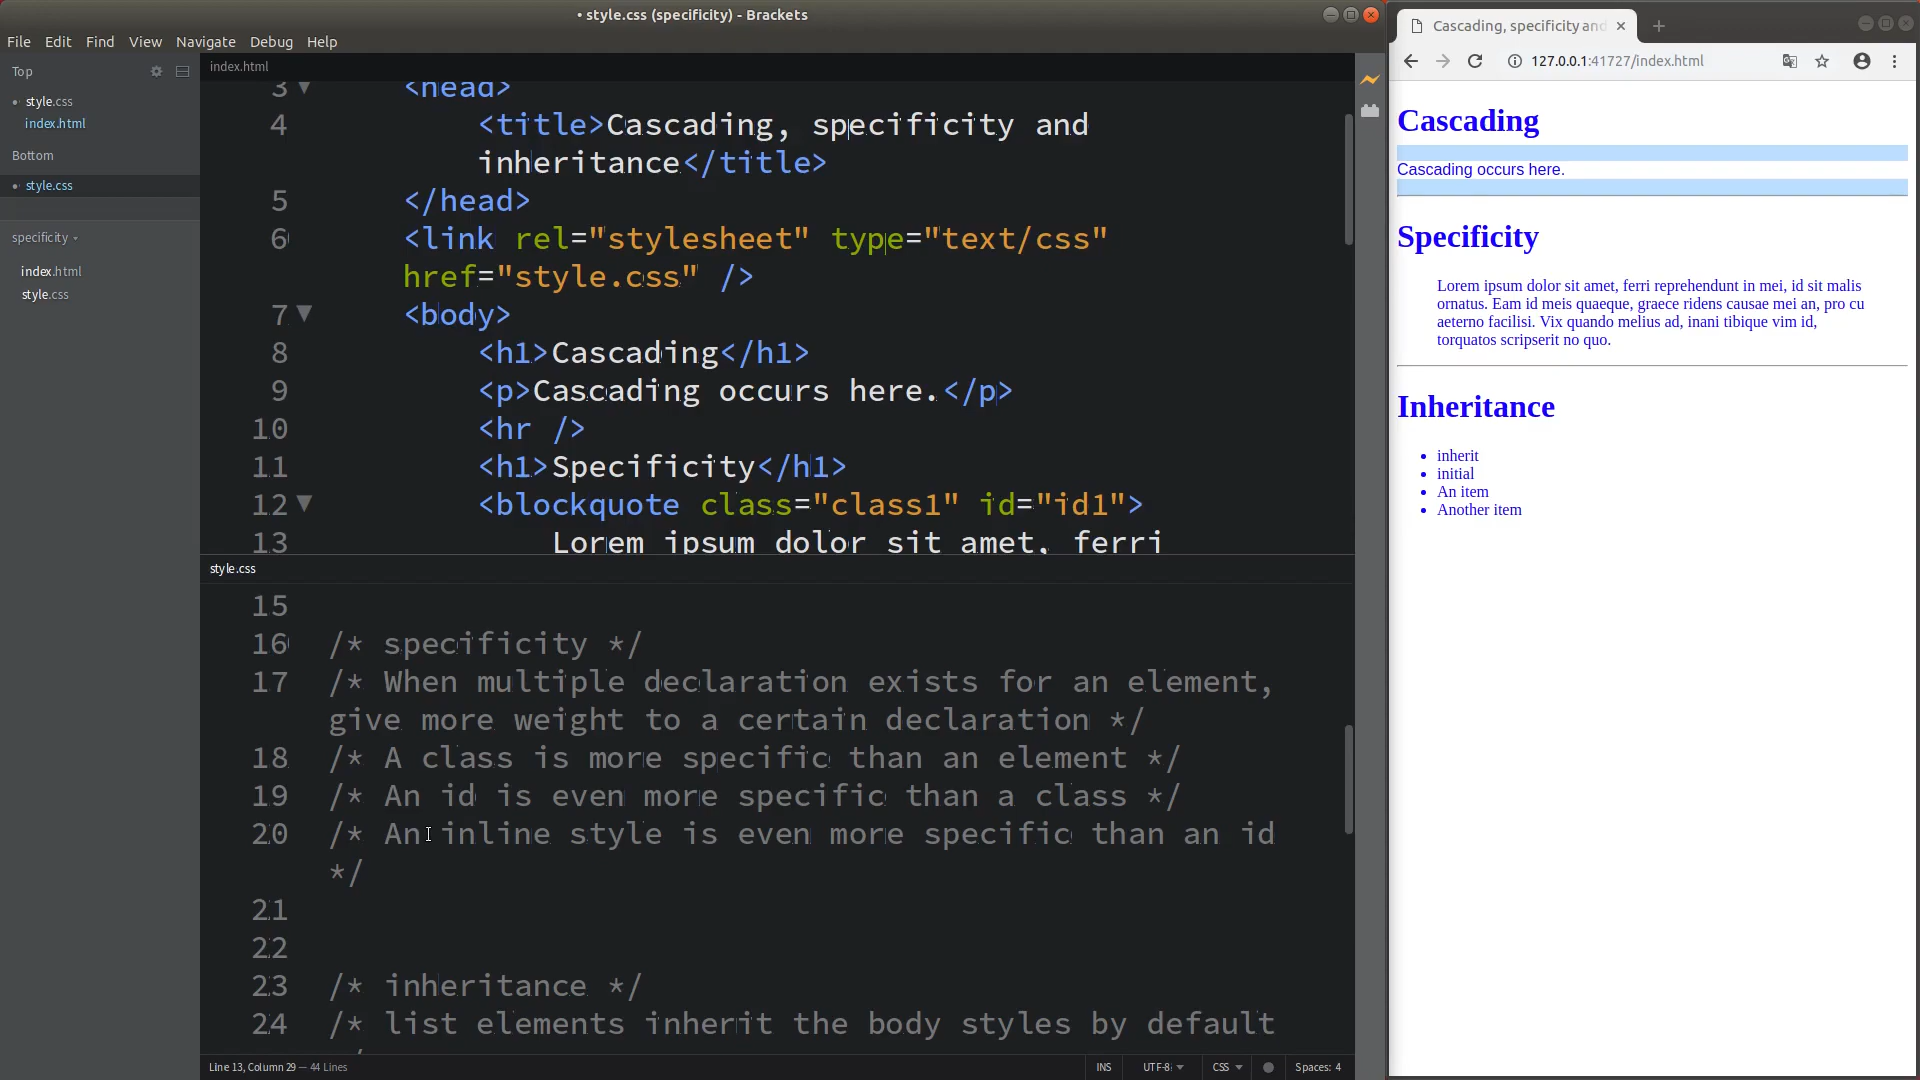 • style.css (specificity) - Brackets
File Edit Find View Navigate Debug Help
Top
• style.css
index.html
Bottom
• style.css
specificity
index.html
style.css
index.html
3 <head>
4 <title>Cascading, specificity and
inheritance</title>
5 </head>
6 <link rel="stylesheet" type="text/css"
href="style.css" />
7 <body>
8 <h1>Cascading</h1>
9 <p>Cascading occurs here.</p>
10 <hr />
11 <h1>Specificity</h1>
12 <blockquote class="class1" id="id1">
13 Lorem ipsum dolor sit amet, ferri
style.css
15
16 /* specificity */
17 /* When multiple declaration exists for an element,
give more weight to a certain declaration */
18 /* A class is more specific than an element */
19 /* An id is even more specific than a class */
20 /* An inline style is even more specific than an id
*/
21
22
23 /* inheritance */
24 /* list elements inherit the body styles by default
Line 13, Column 29 — 44 Lines
INS UTF-8 CSS Spaces: 4
Cascading, specificity and
127.0.0.1:41727/index.html
Cascading
Cascading occurs here.
Specificity
Lorem ipsum dolor sit amet, ferri reprehendunt in mei, id sit malis
ornatus. Eam id meis quaeque, graece ridens causae mei an, pro cu
aeterno facilisi. Vix quando melius ad, inani tibique vim id,
torquatos scripserit no quo.
Inheritance
• inherit
• initial
• An item
• Another item